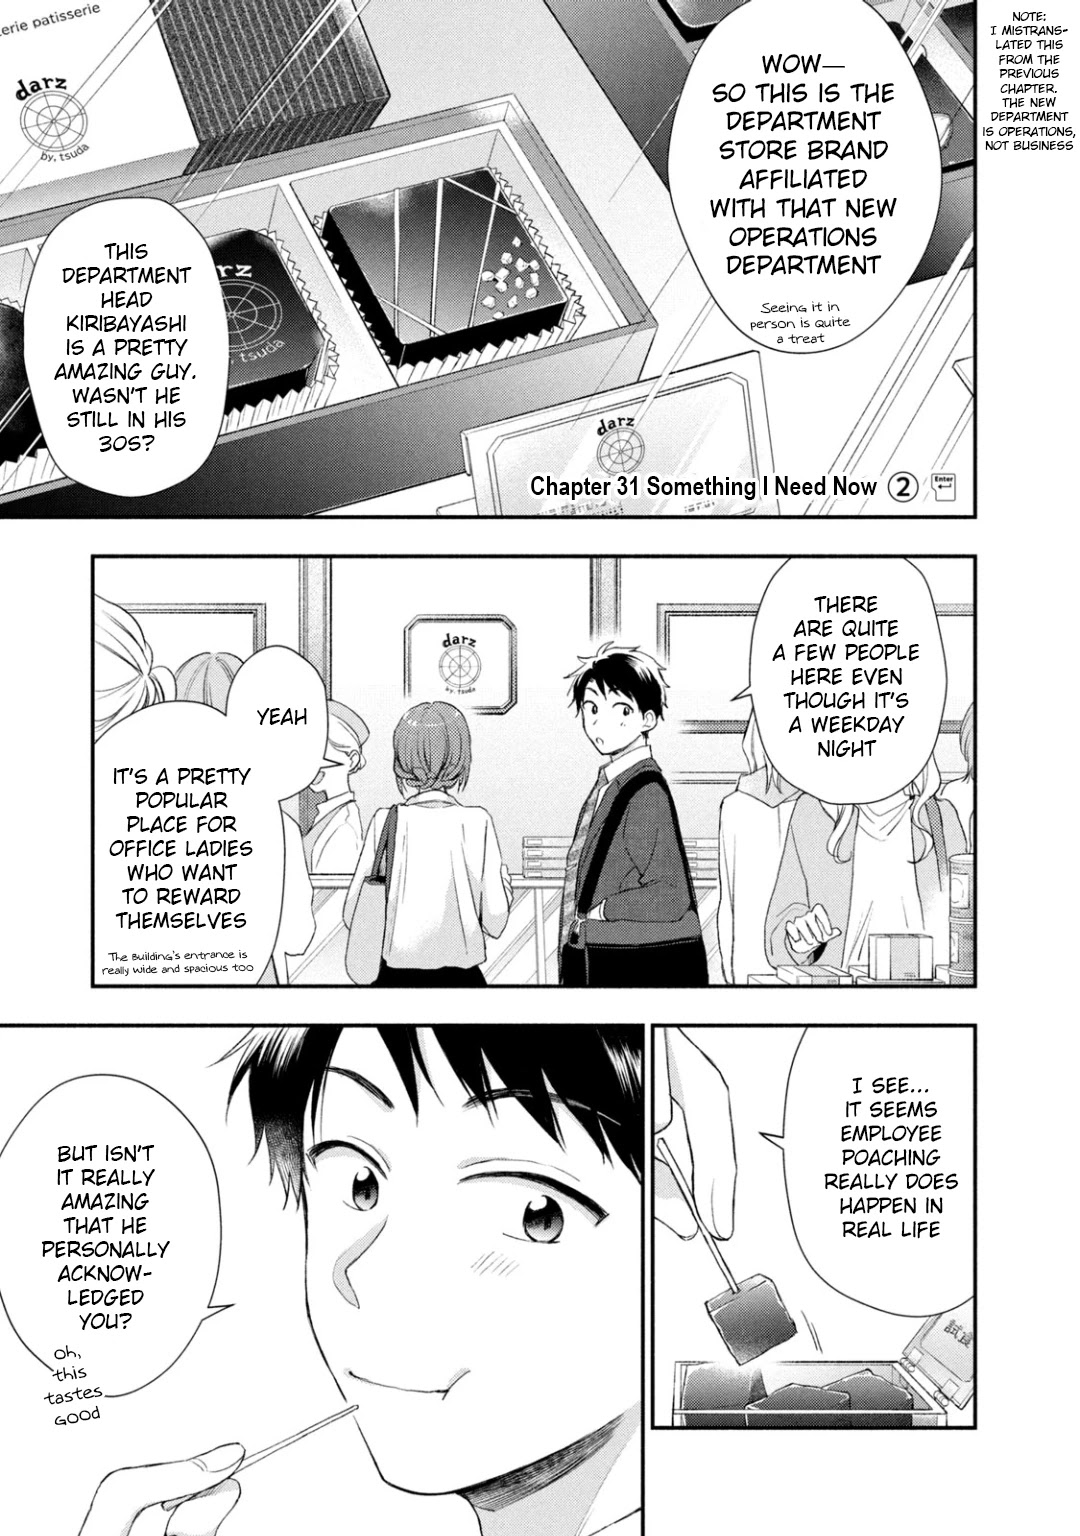 NOTE:
I MISTRANS-
LATED THIS
FROM THE
PREVIOUS
CHAPTER.
THE NEW
DEPARTMENT
IS OPERATIONS,
NOT BUSINESS
WOW—
SO THIS IS THE
DEPARTMENT
STORE BRAND
AFFILIATED
WITH THAT NEW
OPERATIONS
DEPARTMENT
Seeing it in
person is quite
a treat
erie patisserie
darz
by. tsuda
THIS
DEPARTMENT
HEAD
KIRIBAYASHI
IS A PRETTY
AMAZING GUY.
WASN'T HE
STILL IN HIS
30S?
darz
tsuda
darz
Chapter 31 Something I Need Now ②
Enter
THERE
ARE QUITE
A FEW PEOPLE
HERE EVEN
THOUGH IT'S
A WEEKDAY
NIGHT
darz
by. tsuda
YEAH
IT'S A PRETTY
POPULAR
PLACE FOR
OFFICE LADIES
WHO WANT
TO REWARD
THEMSELVES
The building's entrance is
really wide and spacious too
I SEE...
IT SEEMS
EMPLOYEE
POACHING
REALLY DOES
HAPPEN IN
REAL LIFE
試食
BUT ISN'T
IT REALLY
AMAZING
THAT HE
PERSONALLY
ACKNOW-
LEDGED
YOU?
Oh,
this
tastes
good